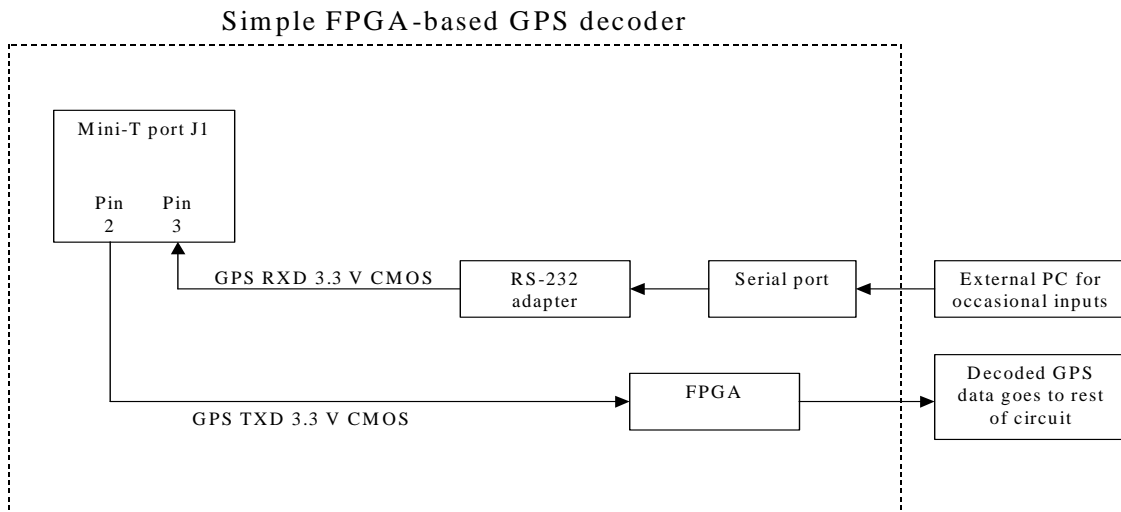 Simple FPGA-based GPS decoder
Mini-T port J1
Pin Pin
2 3
GPS RXD 3.3 V CMOS
RS-232
adapter
Serial port
External PC for
occasional inputs
GPS TXD 3.3 V CMOS
FPGA
Decoded GPS
data goes to rest
of circuit